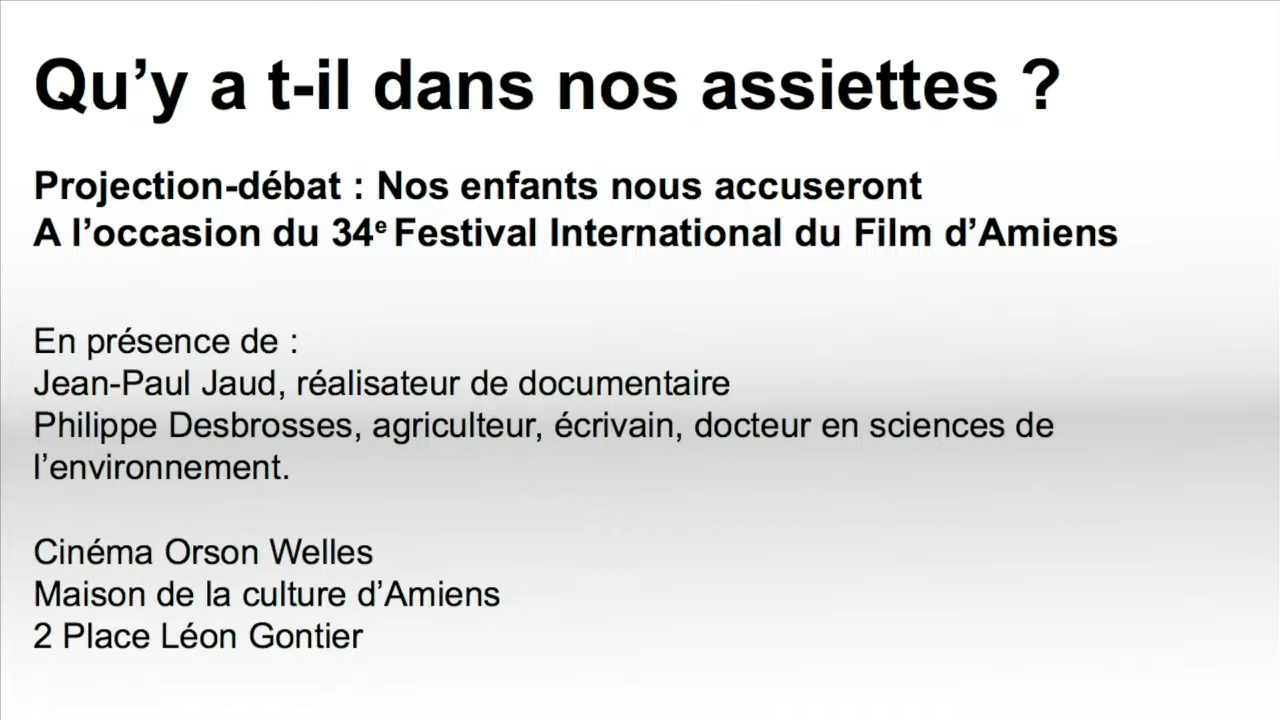 Qu’y a t-il dans nos assiettes ?
Projection-débat : Nos enfants nous accuseront
A l’occasion du 34e Festival International du Film d’Amiens
En présence de :
Jean-Paul Jaud, réalisateur de documentaire
Philippe Desbrosses, agriculteur, écrivain, docteur en sciences de
l’environnement.
Cinéma Orson Welles
Maison de la culture d’Amiens
2 Place Léon Gontier